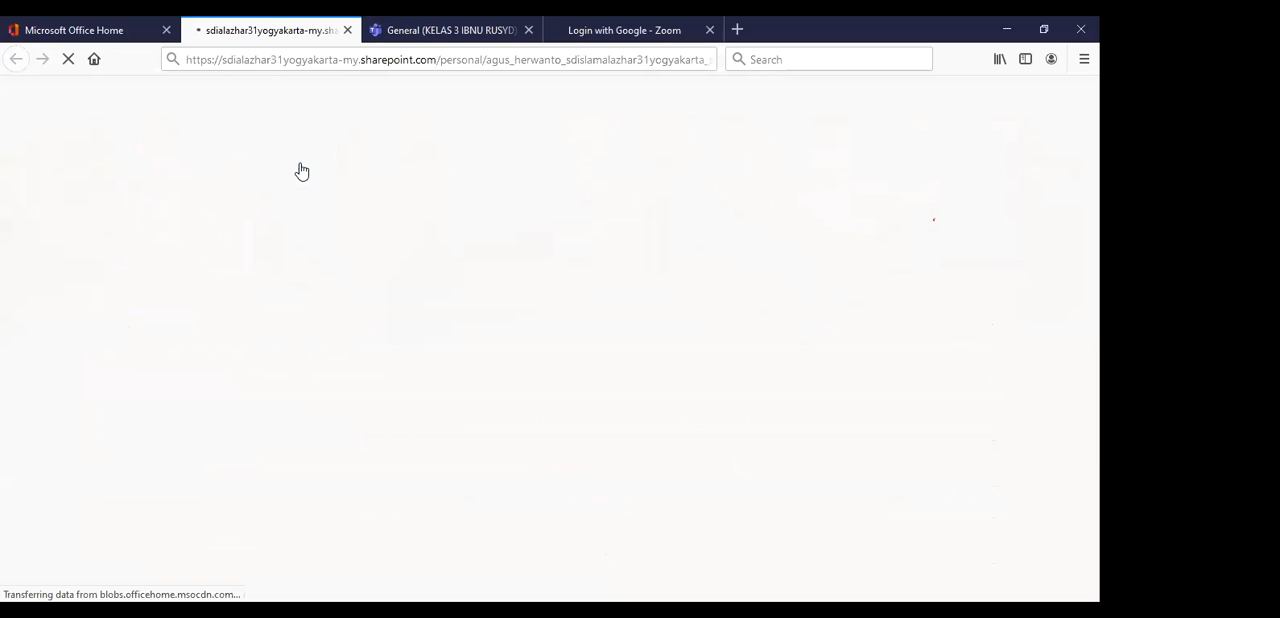 Microsoft Office Home
sdialazhar31yogyakarta-my.sha
General (KELAS 3 IBNU RUSYD)
Login with Google - Zoom
https://sdialazhar31yogyakarta-my.sharepoint.com/personal/agus_herwanto_sdislamalazhar31yogyakarta_
Search
Transferring data from blobs.officehome.msocdn.com...